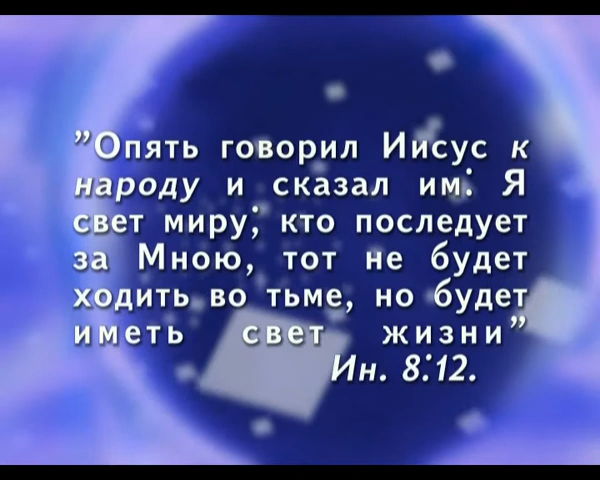 ”Опять говорил Иисус к
народу и сказал им: Я
свет миру; кто последует
за Мною, тот не будет
ходить во тьме, но будет
иметь свет жизни”
Ин. 8:12.